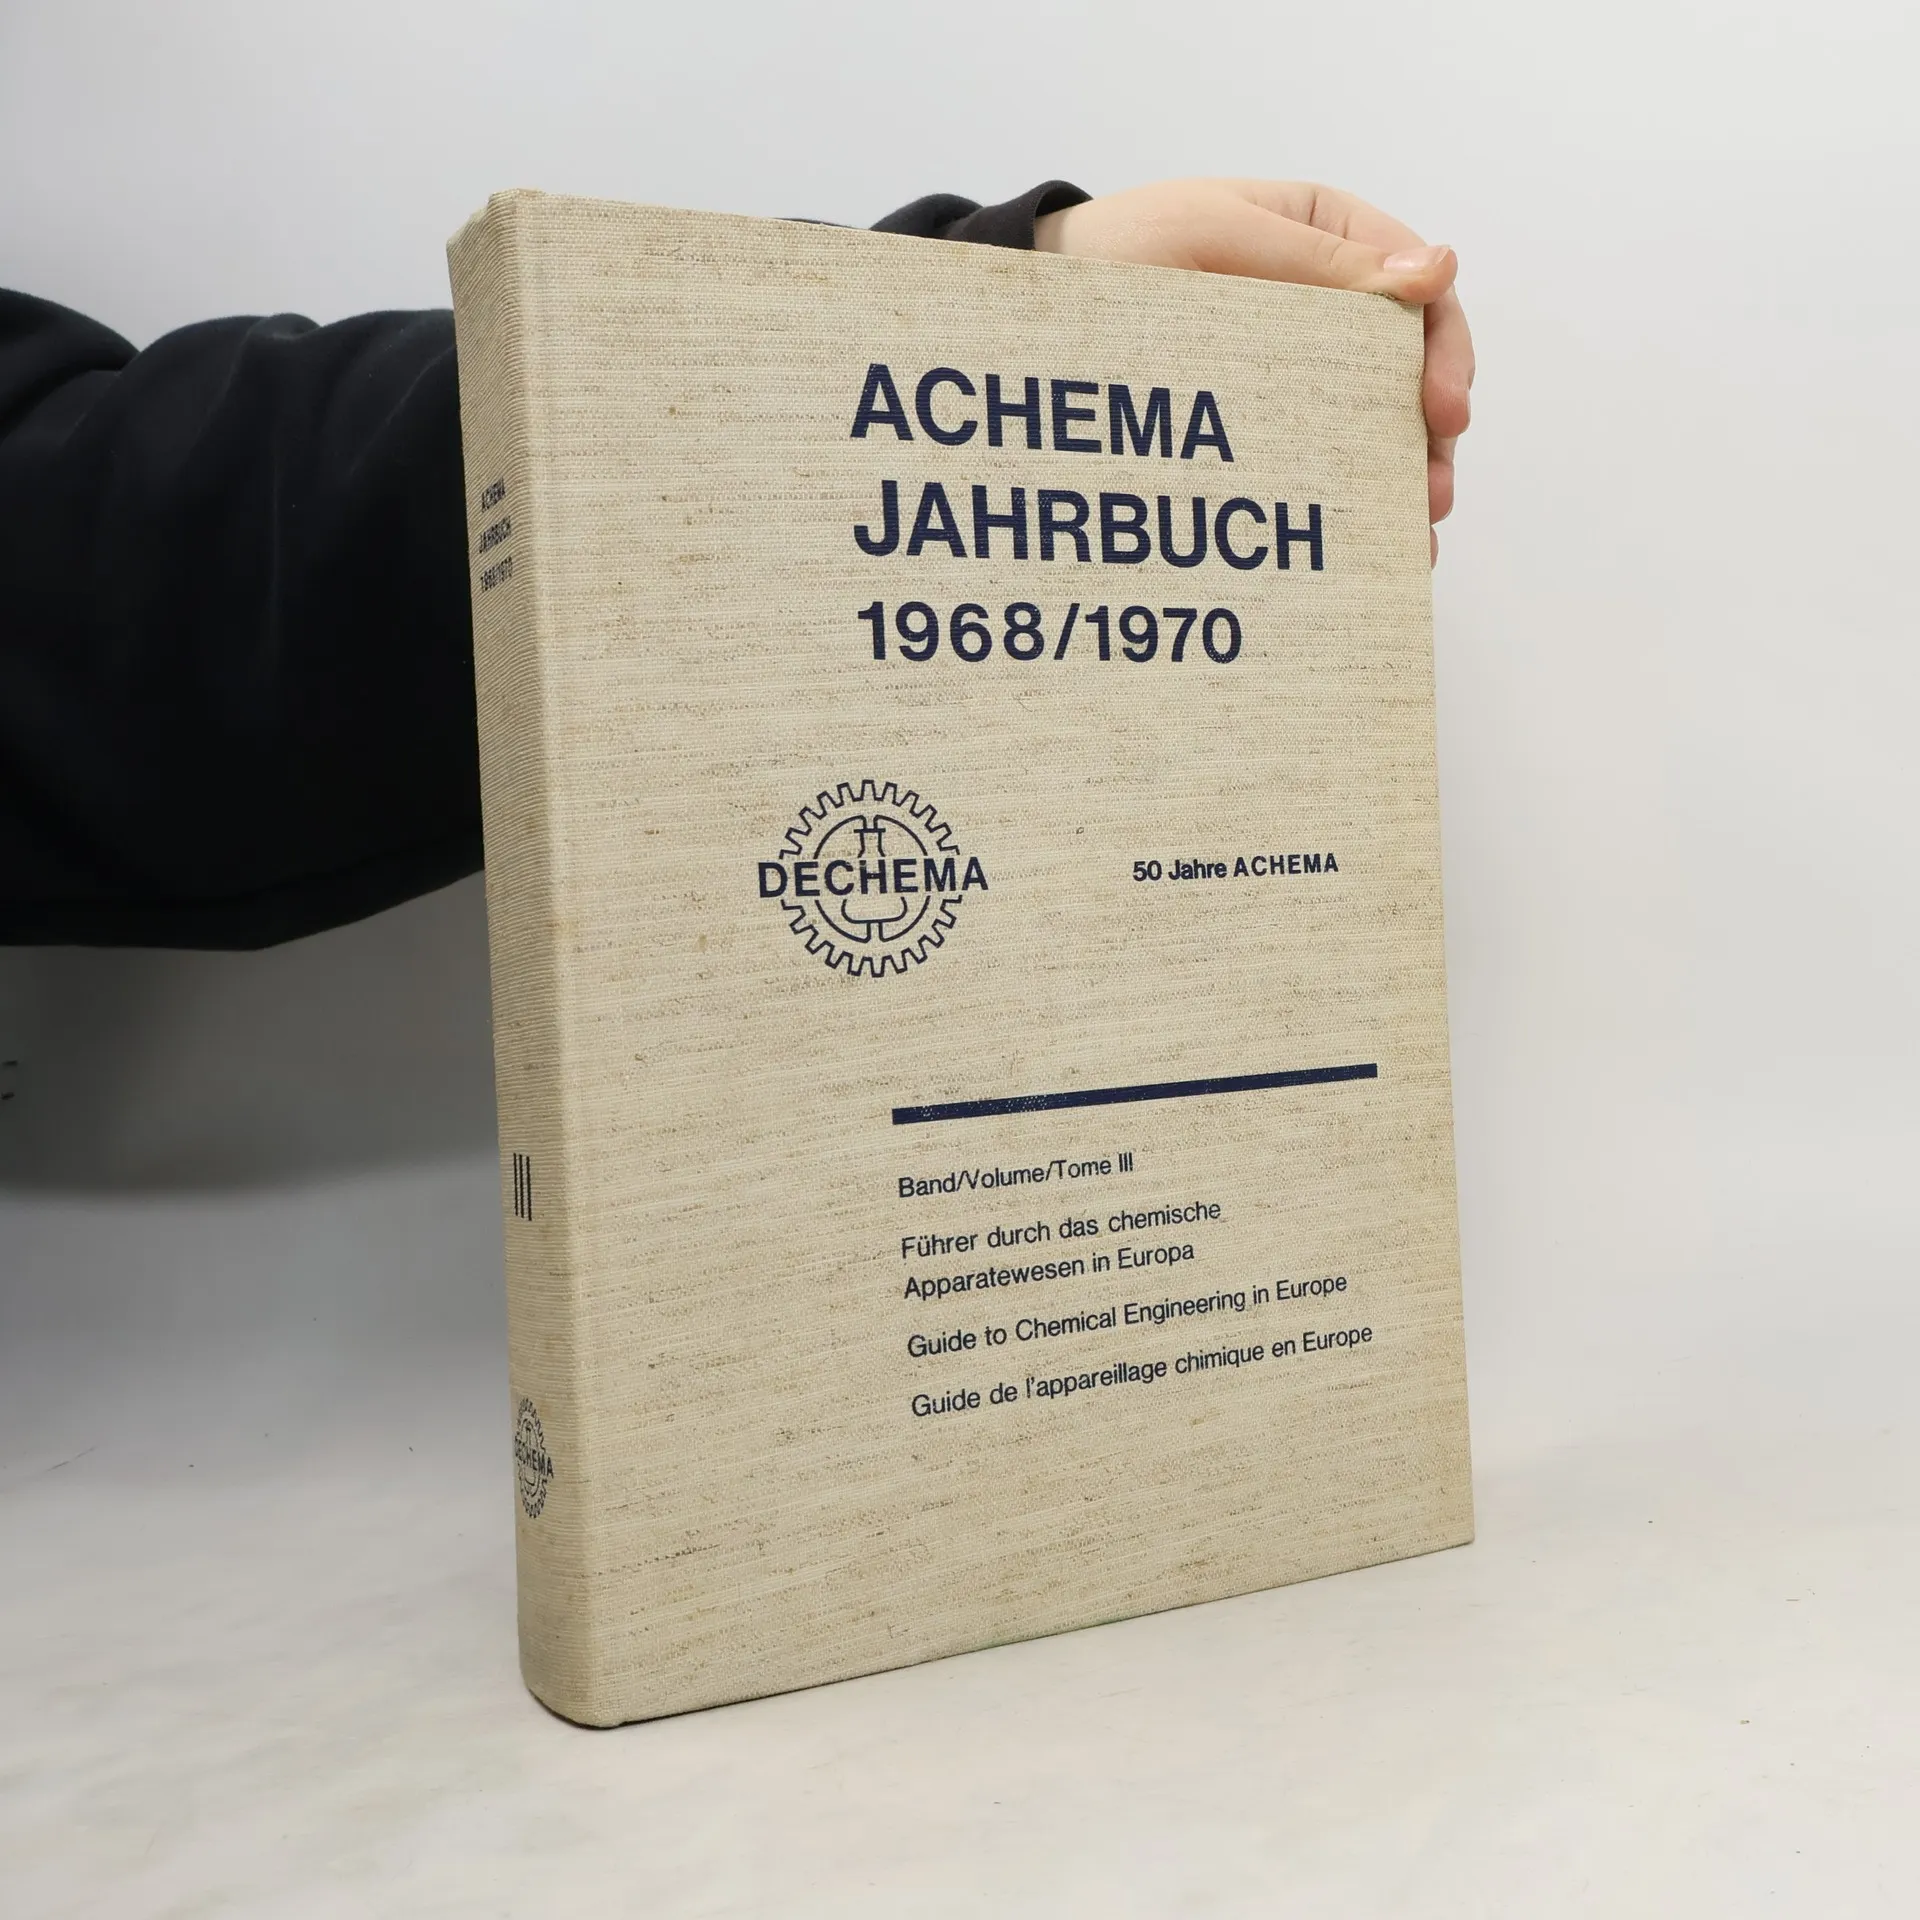 ACHEMA
JAHRBUCH
1968/1970
DECHEMA
50 Jahre ACHEMA
Band/Volume/Tome III
Führer durch das chemische
Apparatewesen in Europa
Guide to Chemical Engineering in Europe
Guide de l'appareillage chimique en Europe
ACHEMA
JAHRBUCH
1968/1970
III
DECHEMA